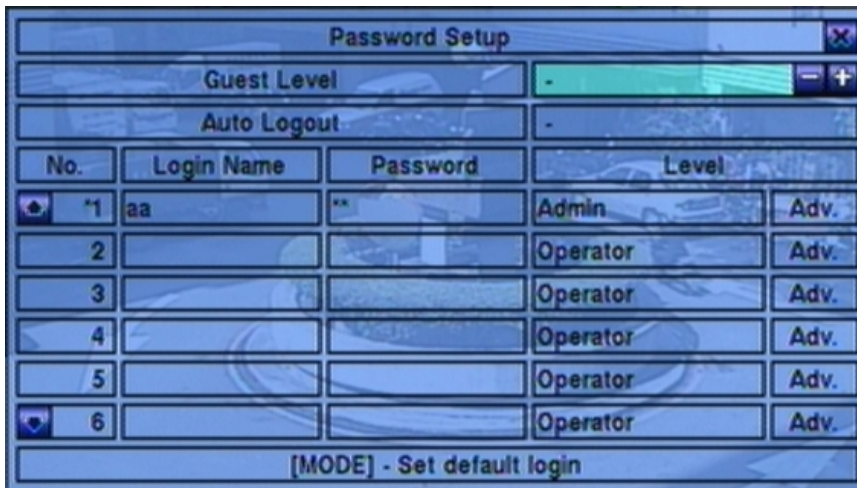 Password Setup
Guest Level -
Auto Logout -
No. Login Name Password Level
*1 aa ** Admin Adv.
2 Operator Adv.
3 Operator Adv.
4 Operator Adv.
5 Operator Adv.
6 Operator Adv.
[MODE] - Set default login